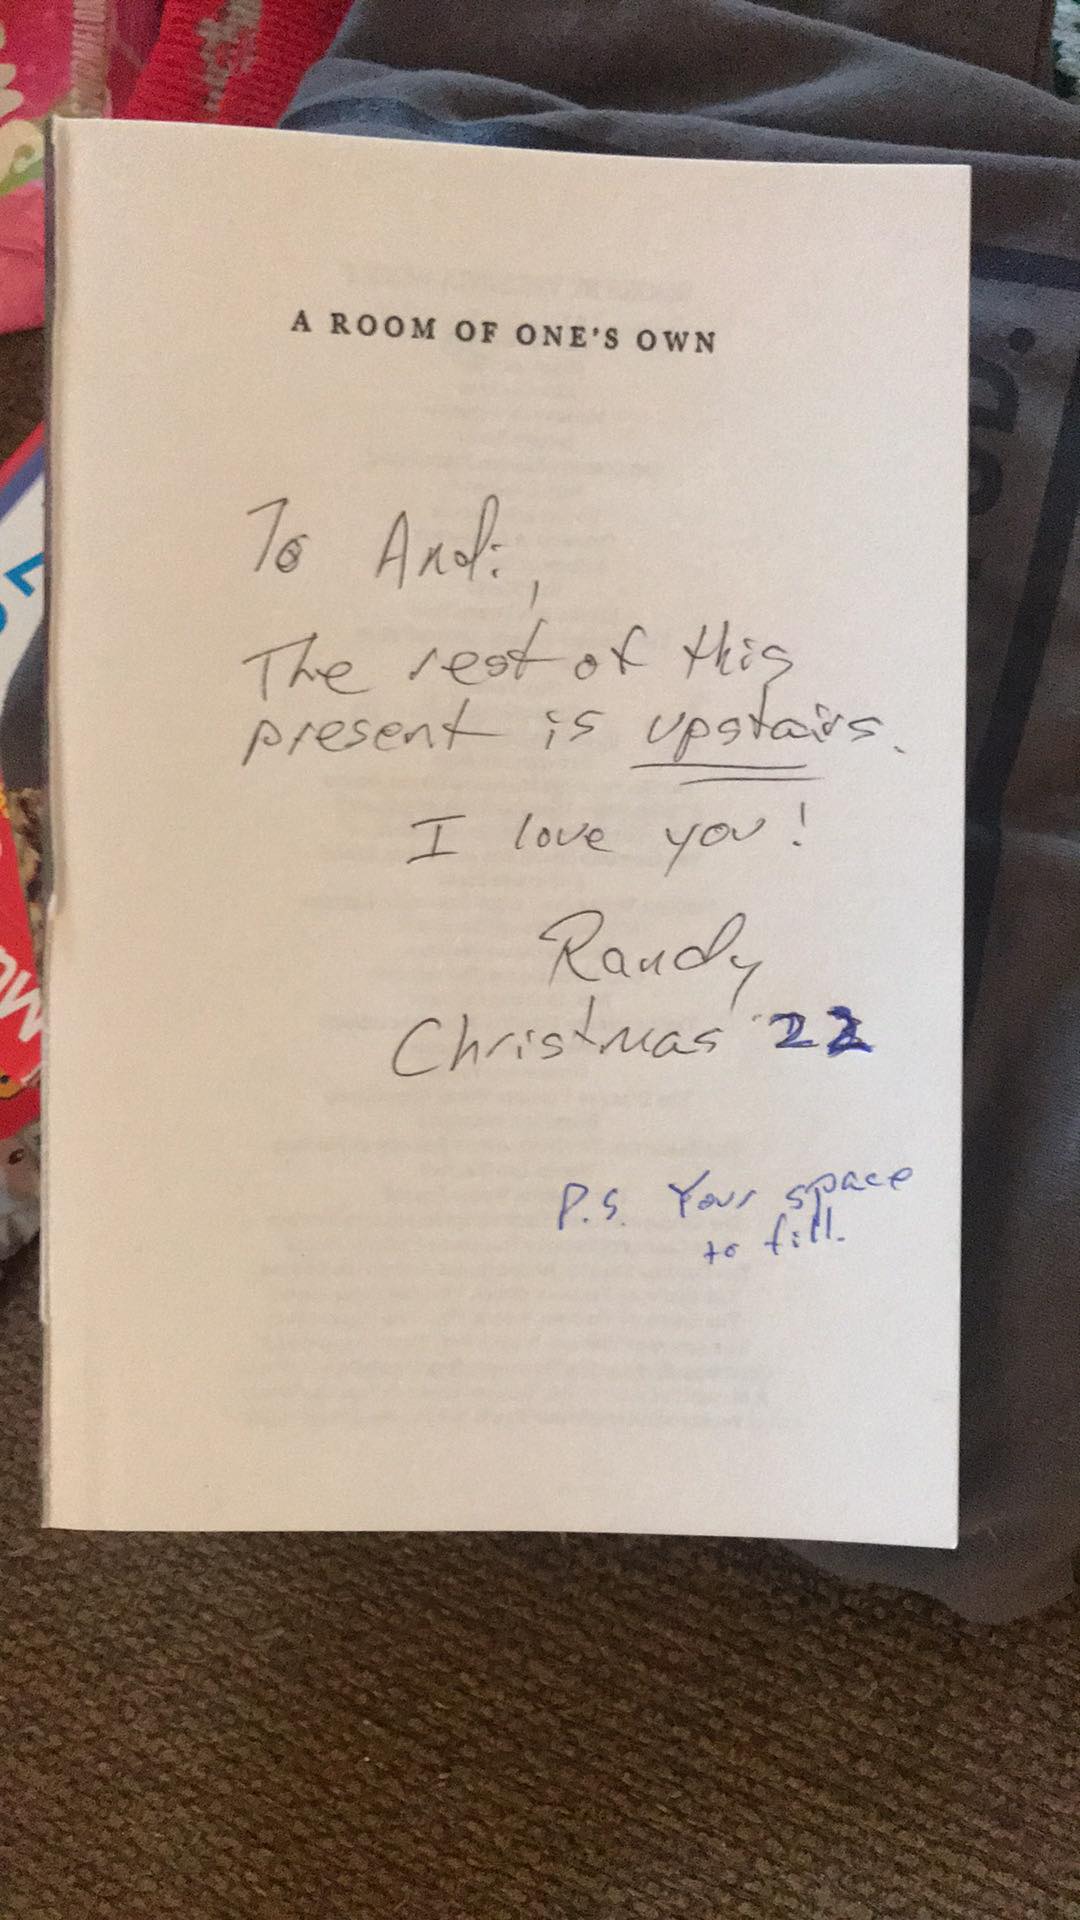 A ROOM OF ONE'S OWN
To Andi,
The rest of this
present is upstairs.
I love you!
Randy
Christmas '22
P.S. Your space
to fill.